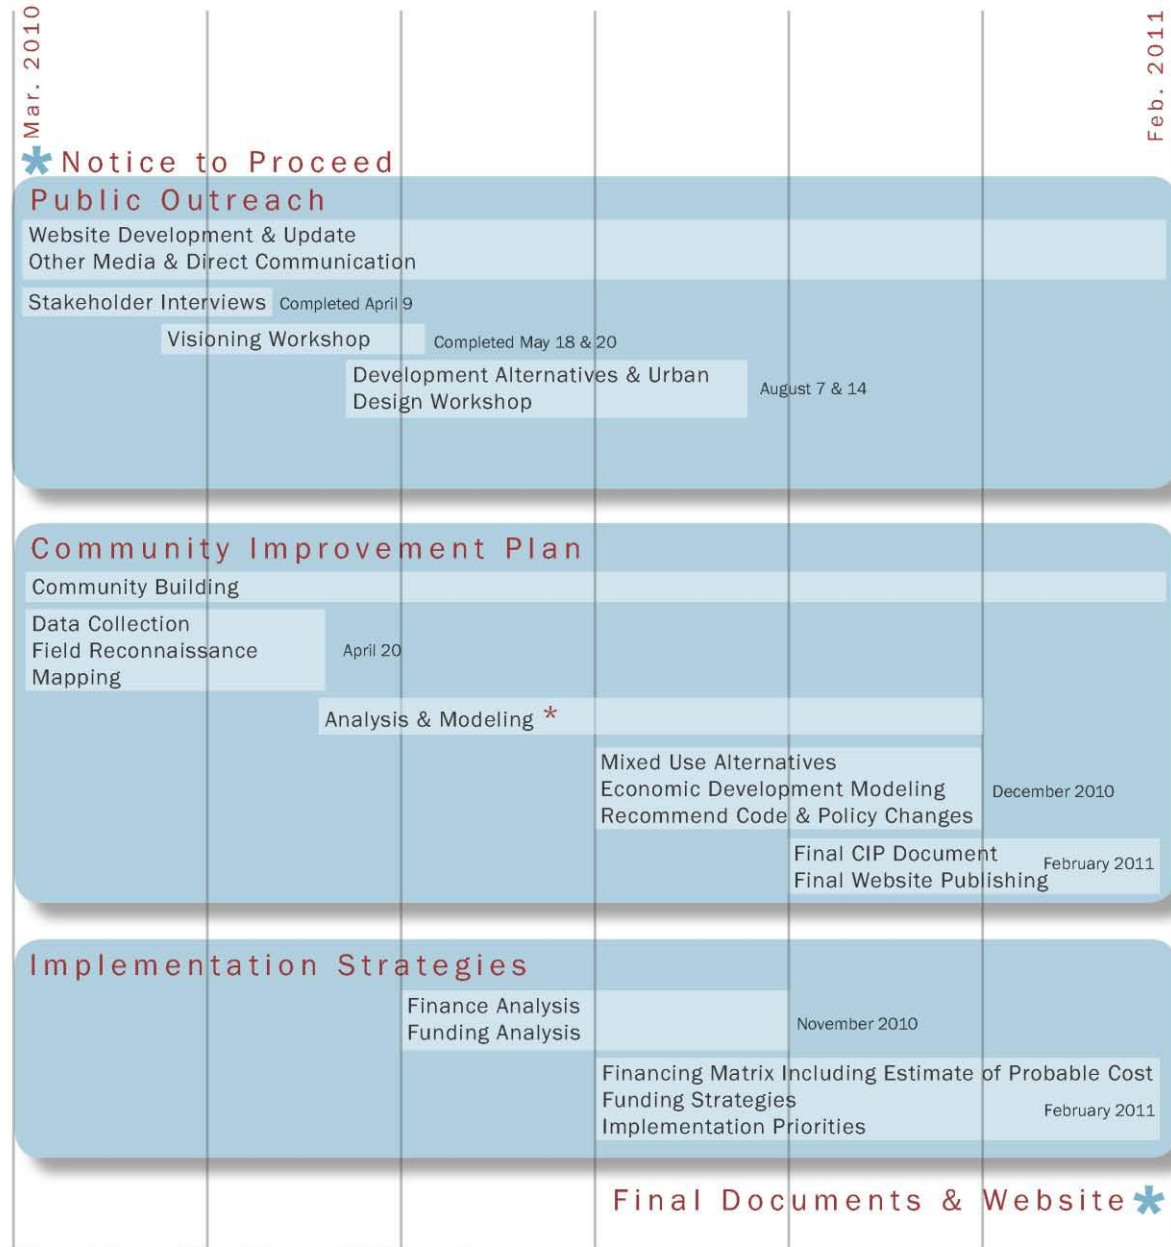 Mar. 2010
Feb. 2011
* Notice to Proceed
Public Outreach
Website Development & Update
Other Media & Direct Communication
Stakeholder Interviews Completed April 9
Visioning Workshop Completed May 18 & 20
Development Alternatives & Urban
Design Workshop
August 7 & 14
Community Improvement Plan
Community Building
Data Collection
Field Reconnaissance
Mapping
April 20
Analysis & Modeling *
Mixed Use Alternatives
Economic Development Modeling
Recommend Code & Policy Changes
December 2010
Final CIP Document
Final Website Publishing
February 2011
Implementation Strategies
Finance Analysis
Funding Analysis
November 2010
Financing Matrix Including Estimate of Probable Cost
Funding Strategies
Implementation Priorities
February 2011
Final Documents & Website *